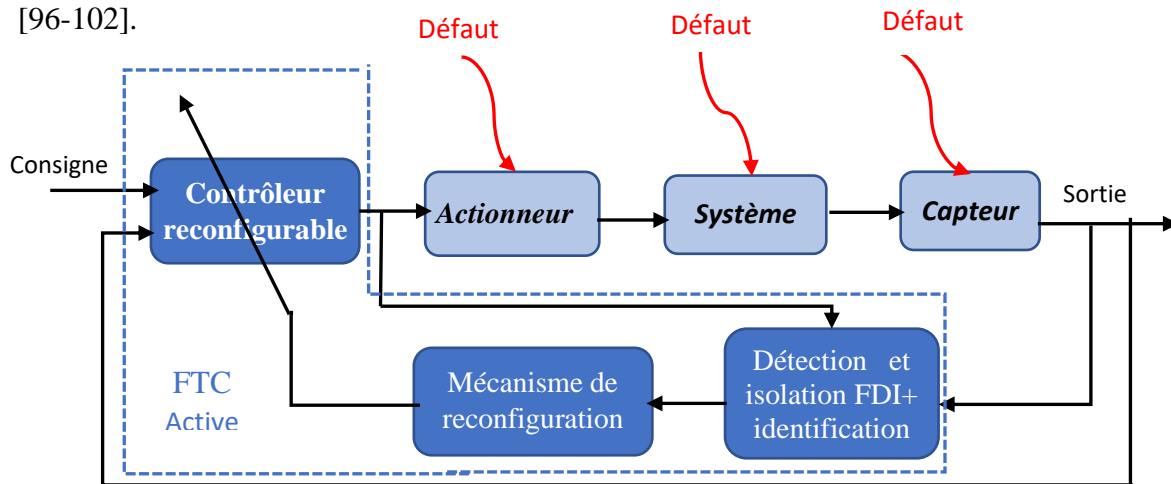 [96-102].
Défaut
Défaut
Défaut
Consigne
Contrôleur
reconfigurable
Actionneur
Système
Capteur
Sortie
FTC
Active
Mécanisme de
reconfiguration
Détection et
isolation FDI+
identification